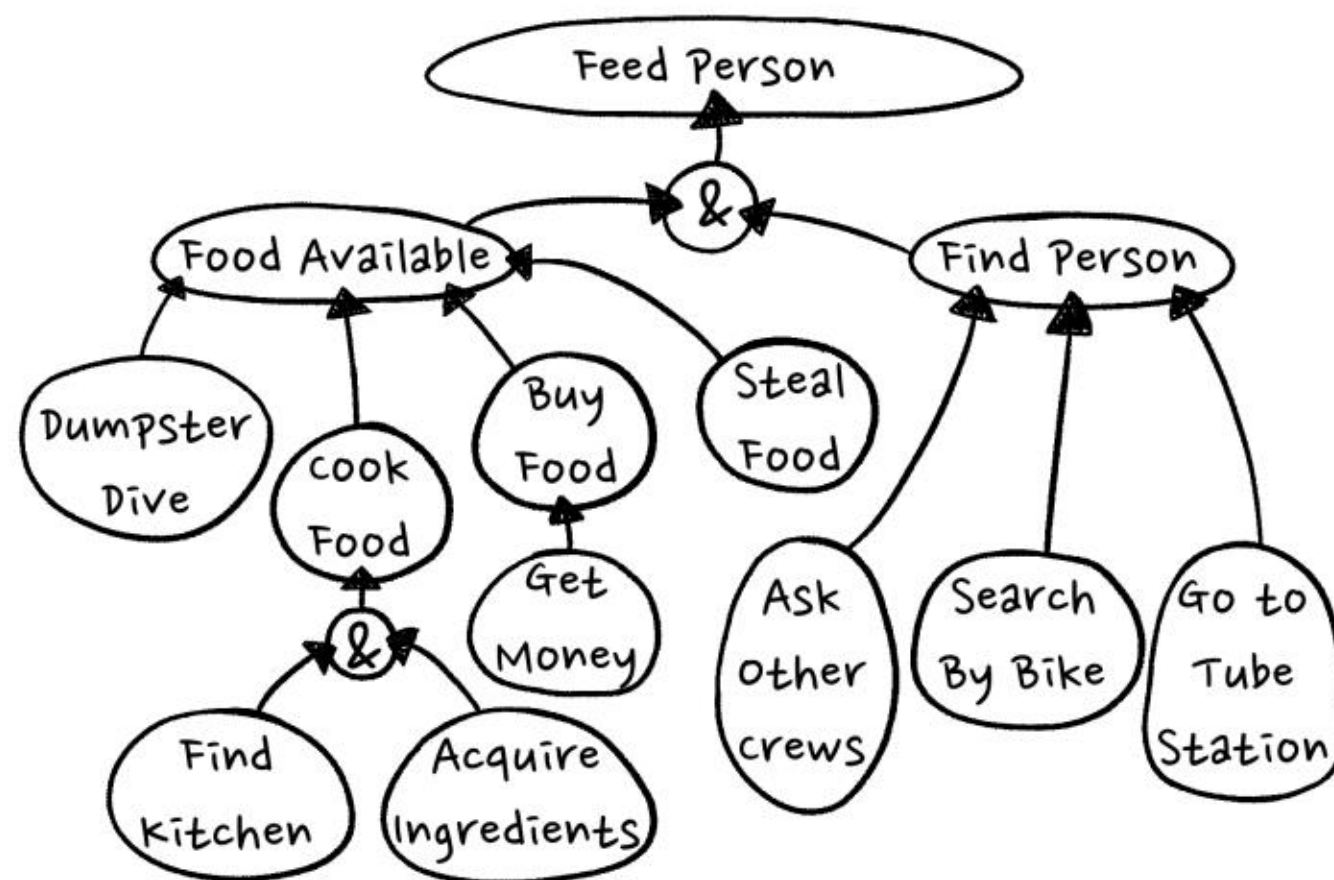 Feed Person
&
Food Available
Find Person
Dumpster
Dive
cook
Food
Buy
Food
Steal
Food
Get
Money
Ask
other
crews
Search
By Bike
Go to
Tube
Station
&
Find
kitchen
Acquire
Ingredients